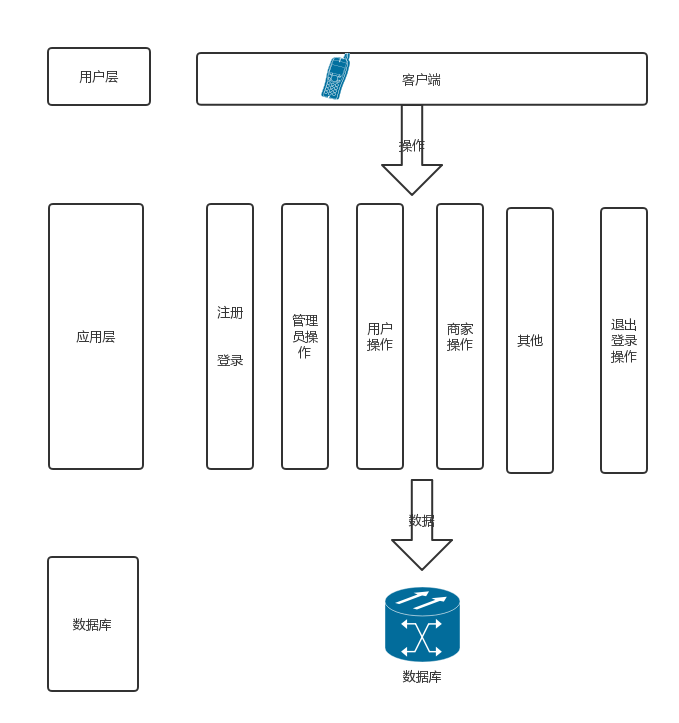 用户层
客户端
操作
应用层
注册
登录
管理
员操
作
用户
操作
商家
操作
其他
退出
登录
操作
数据
数据库
数据库